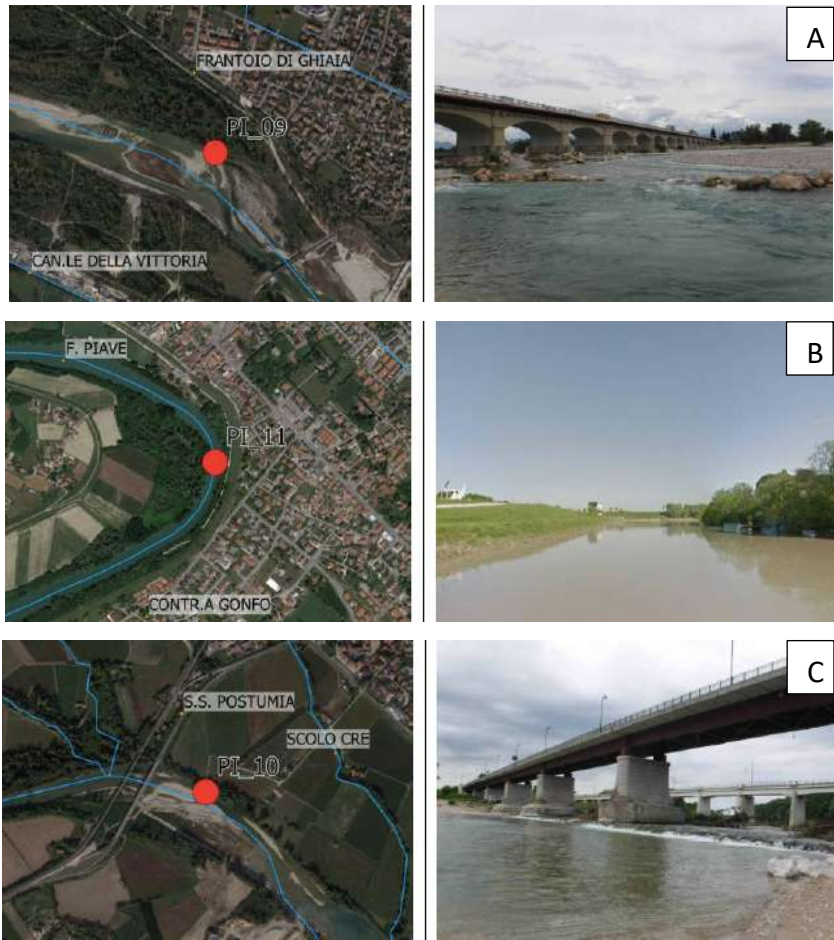 FRANTOIO DI GHIAIA
PI_09
CAN.LE DELLA VITTORIA
A
F. PIAVE
PI_11
CONTR.A GONFO
B
S.S. POSTUMIA
SCOLO CRE
PI_10
C